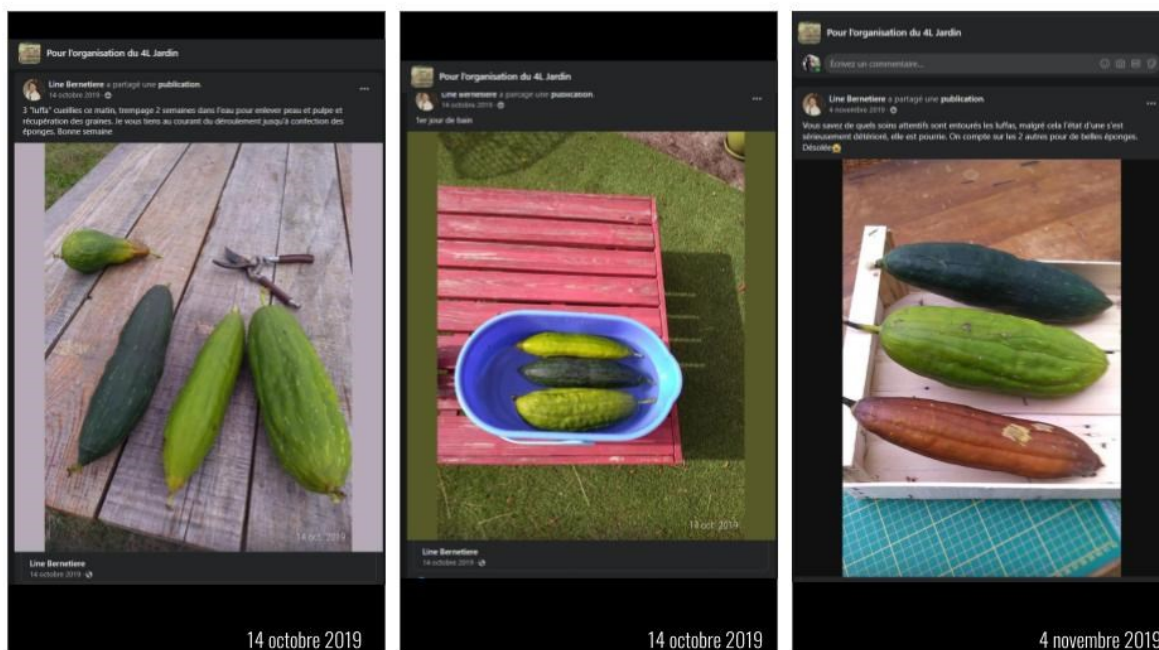 Pour l'organisation du 4L Jardin
Line Bernetiere a partagé une publication.
14 octobre 2019 ·
3 "luffa" cueillies ce matin, trempage 2 semaines dans l'eau pour enlever peau et pulpe et
récupération des graines. Je vous tiens au courant du déroulement jusqu'à confection des
éponges. Bonne semaine
14 oct. 2019
Line Bernetiere
14 octobre 2019 ·
14 octobre 2019
Pour l'organisation du 4L Jardin
Line Bernetiere a partagé une publication.
14 octobre 2019 ·
1er jour de bain
14 oct. 2019
Line Bernetiere
14 octobre 2019 ·
14 octobre 2019
Pour l'organisation du 4L Jardin
Écrivez un commentaire...
Line Bernetiere a partagé une publication.
4 novembre 2019 ·
Vous savez de quels soins attentifs sont entourés les luffas, malgré cela l'état d'une s'est
sérieusement détérioré, elle est pourrie. On compte sur les 2 autres pour de belles éponges.
Désolée
4 novembre 2019